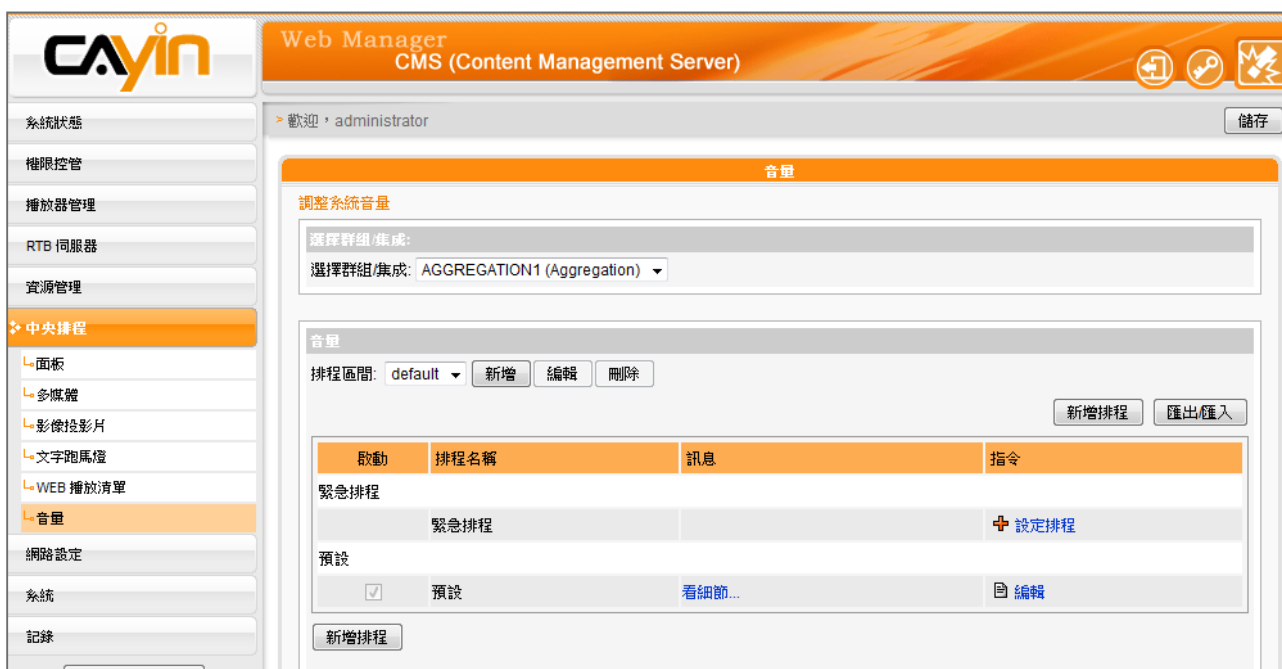 CAYIN
Web Manager
CMS (Content Management Server)
系統狀態
權限控管
播放器管理
RTB 伺服器
資源管理
中央排程
面板
多媒體
影像投影片
文字跑馬燈
WEB 播放清單
音量
網路設定
系統
記錄
> 歡迎，administrator
儲存
音量
調整系統音量
選擇群組/集成:
選擇群組/集成: AGGREGATION1 (Aggregation)
音量
排程區間: default 新增 編輯 刪除
新增排程 匯出/匯入
啟動 排程名稱 訊息 指令
緊急排程
緊急排程 設定排程
預設
預設 看細節... 編輯
新增排程